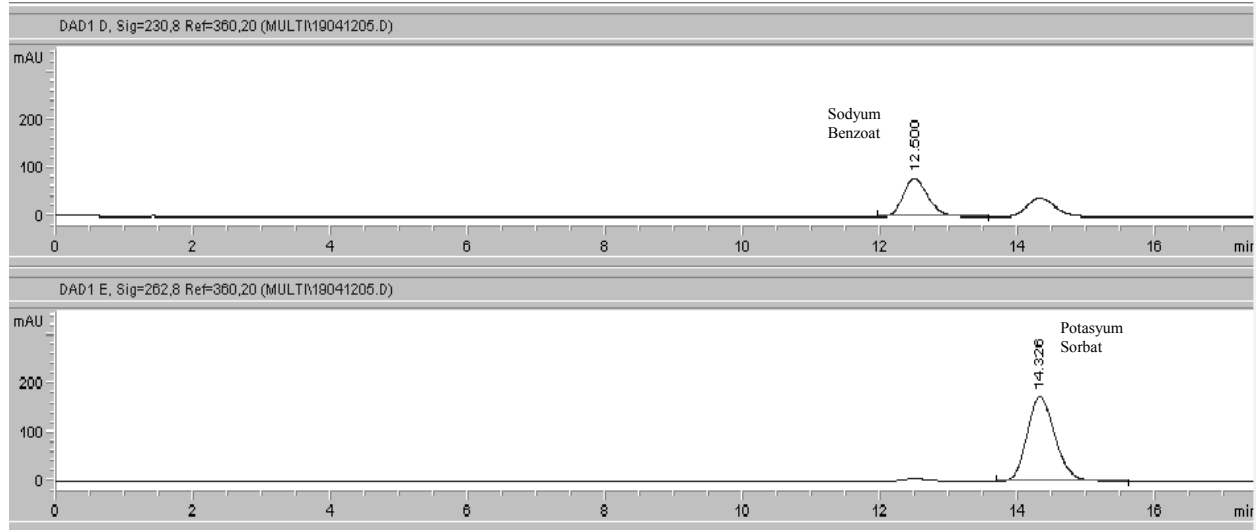 DAD1 D, Sig=230,8 Ref=360,20 (MULTI\19041205.D)
mAU
200
100
0
Sodyum
Benzoat
12.500
0 2 4 6 8 10 12 14 16 min
DAD1 E, Sig=262,8 Ref=360,20 (MULTI\19041205.D)
mAU
200
100
0
Potasyum
Sorbat
14.326
0 2 4 6 8 10 12 14 16 min